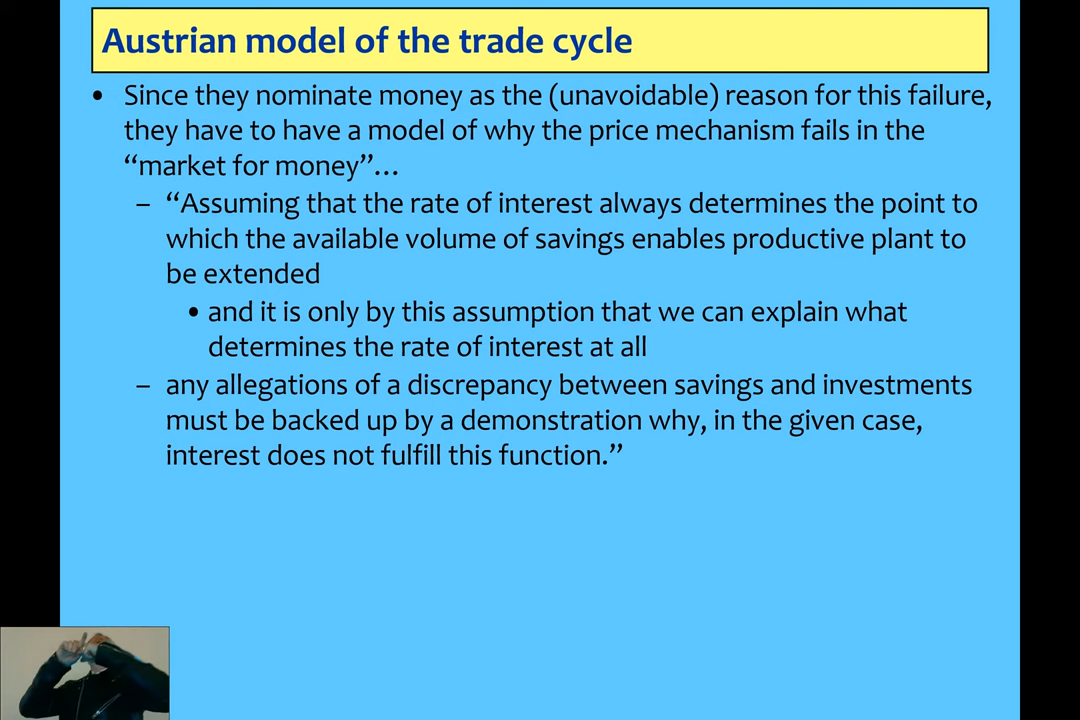 Austrian model of the trade cycle
• Since they nominate money as the (unavoidable) reason for this failure,
they have to have a model of why the price mechanism fails in the
“market for money”…
– “Assuming that the rate of interest always determines the point to
which the available volume of savings enables productive plant to
be extended
• and it is only by this assumption that we can explain what
determines the rate of interest at all
– any allegations of a discrepancy between savings and investments
must be backed up by a demonstration why, in the given case,
interest does not fulfill this function.”